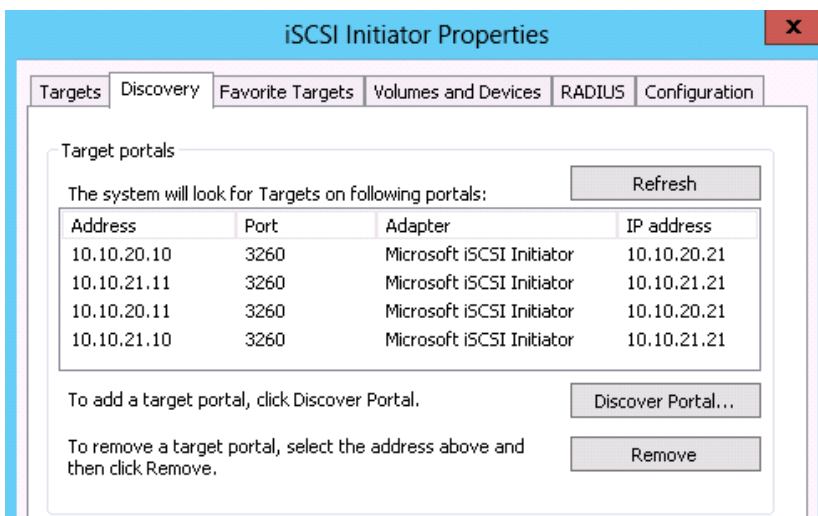 iSCSI Initiator Properties
x
Targets Discovery Favorite Targets Volumes and Devices RADIUS Configuration
Target portals
The system will look for Targets on following portals:
Refresh
Address Port Adapter IP address
10.10.20.10 3260 Microsoft iSCSI Initiator 10.10.20.21
10.10.21.11 3260 Microsoft iSCSI Initiator 10.10.21.21
10.10.20.11 3260 Microsoft iSCSI Initiator 10.10.20.21
10.10.21.10 3260 Microsoft iSCSI Initiator 10.10.21.21
To add a target portal, click Discover Portal.
Discover Portal...
To remove a target portal, select the address above and
then click Remove.
Remove